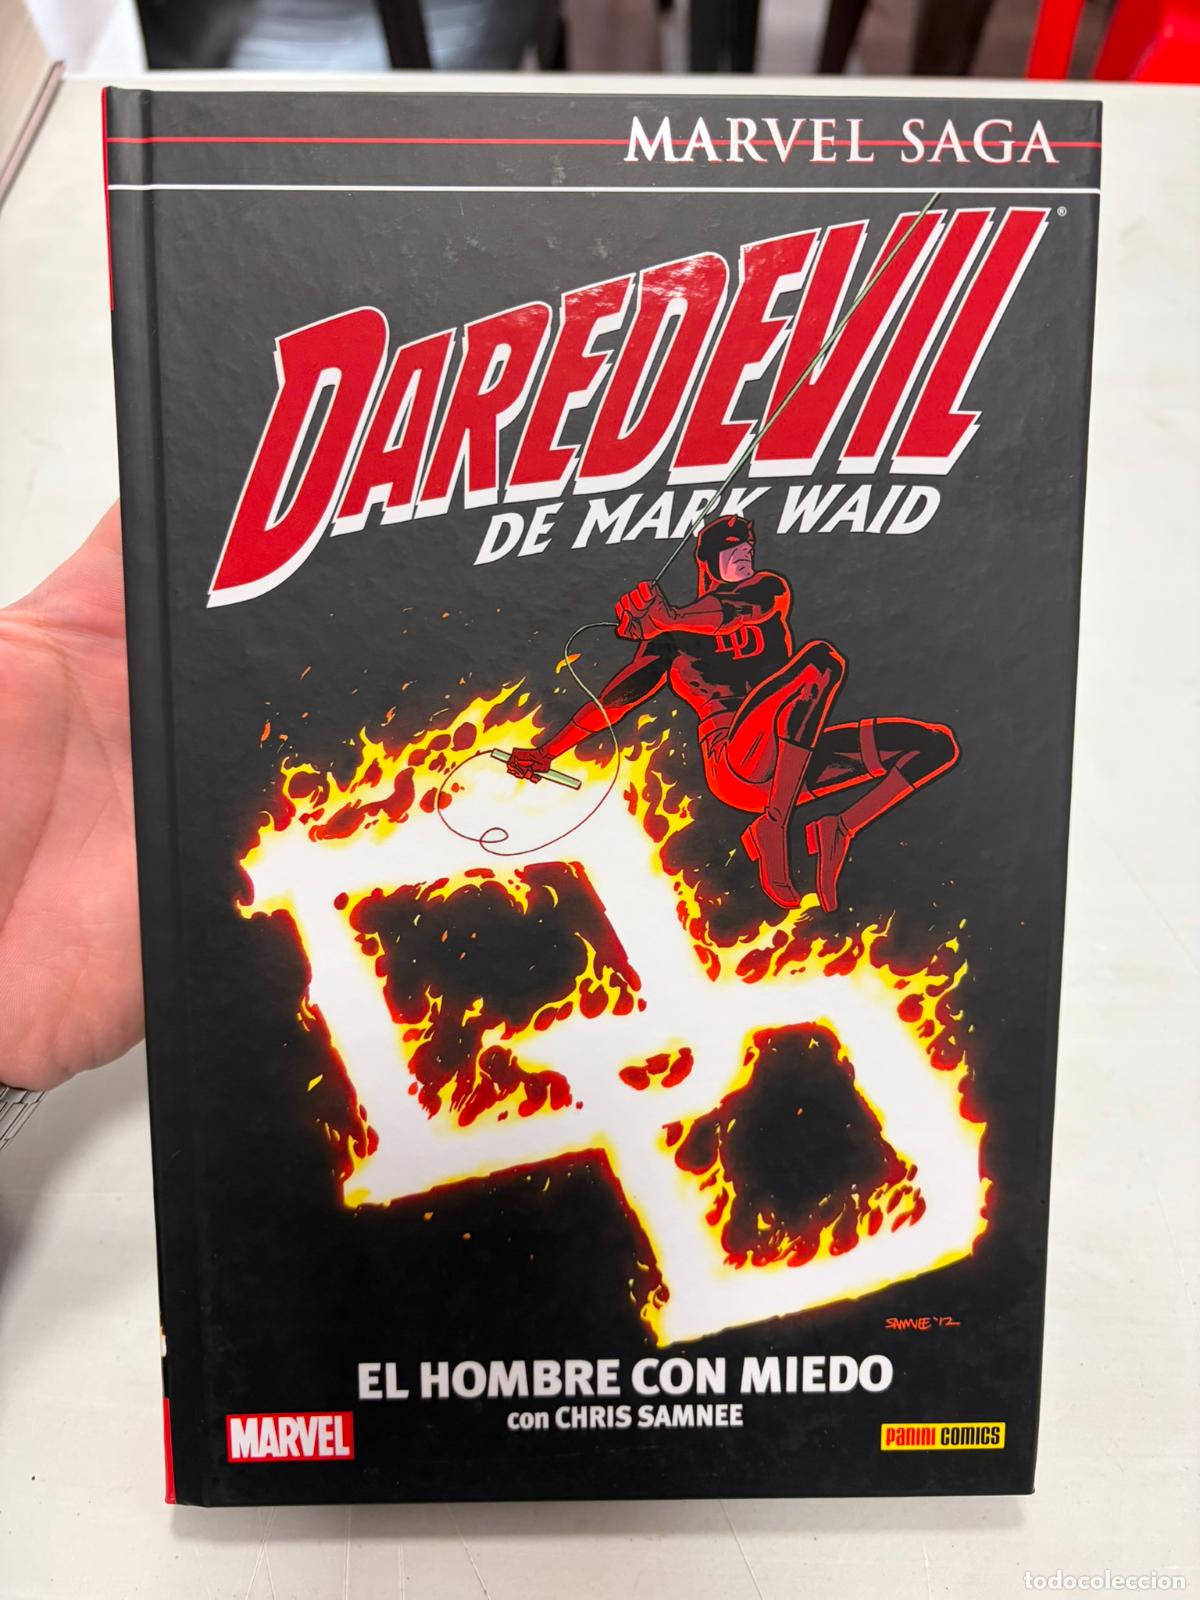 MARVEL SAGA
DAREDEVIL®
DE MARK WAID
DD
SAMNEE '12
EL HOMBRE CON MIEDO
con CHRIS SAMNEE
MARVEL
PANINI COMICS
todocoleccion